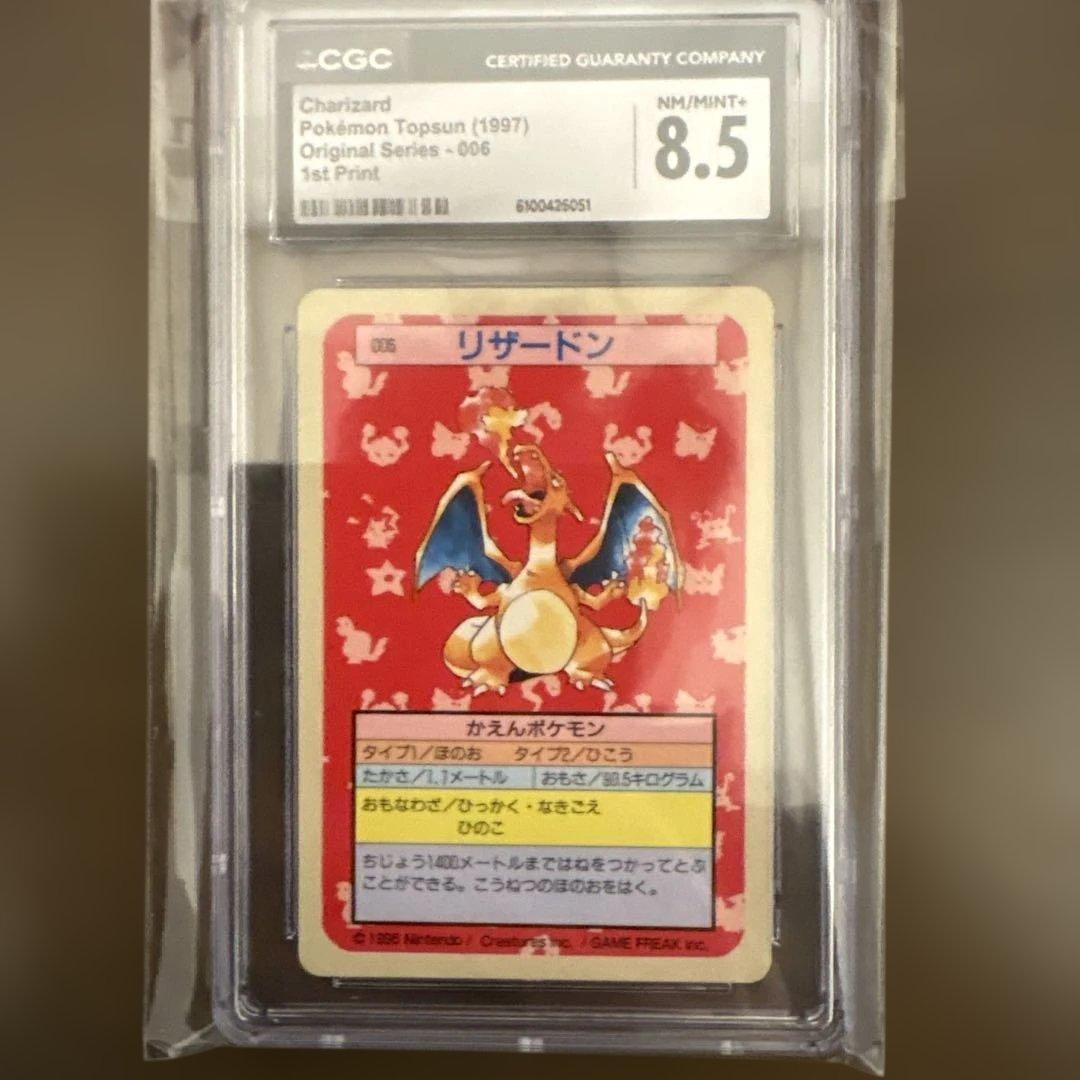 CGC CERTIFIED GUARANTY COMPANY
Charizard
Pokémon Topsun (1997)
Original Series - 006
1st Print
NM/MINT+
8.5
6100426051
006 リザードン
かえんポケモン
タイプ1/ほのお タイプ2/ひこう
たかさ/1.1メートル おもさ/90.5キログラム
おもなわざ/ひっかく・なきごえ
ひのこ
ちじょう1400メートルまではねをつかってとぶ
ことができる。こうねつのほのおをはく。
© 1996 Nintendo / Creatures inc. / GAME FREAK inc.